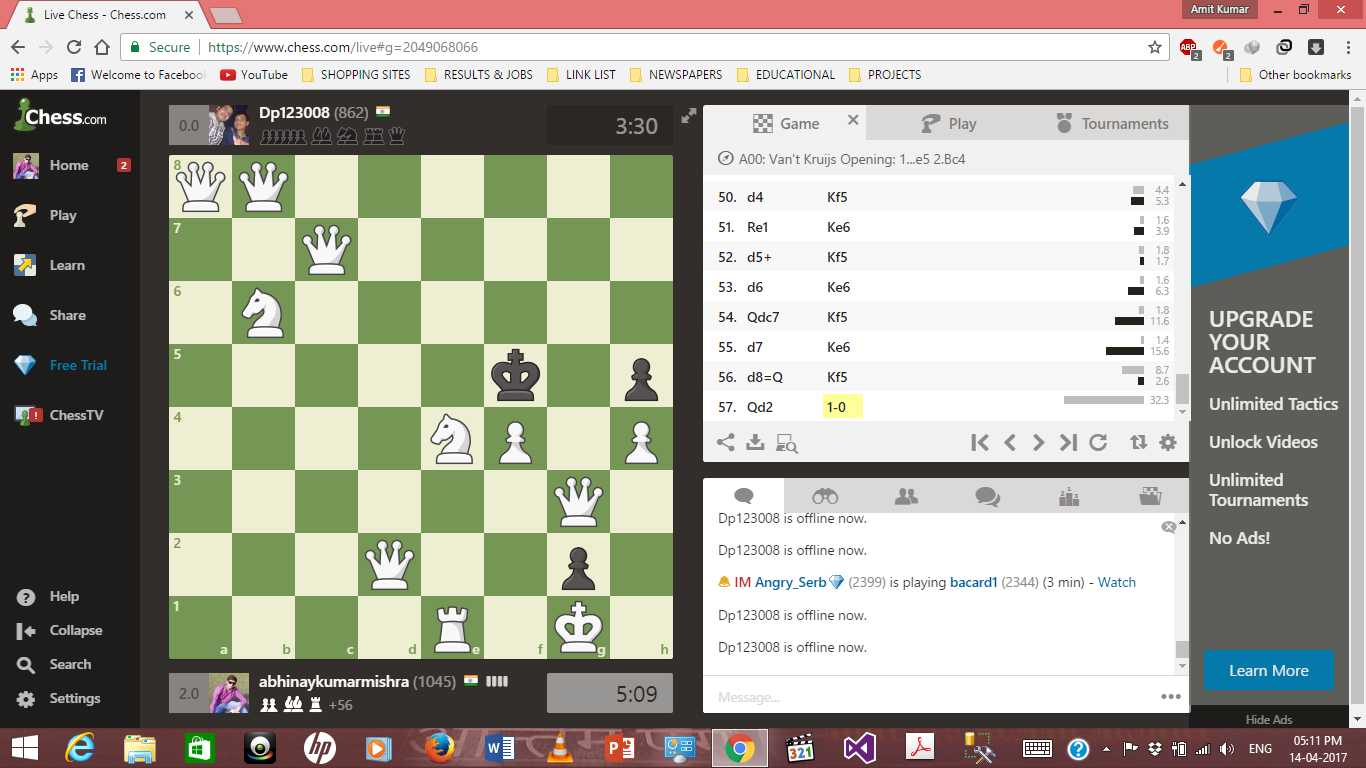 Live Chess - Chess.com
Amit Kumar
Secure https://www.chess.com/live#g=2049068066
ABP 2 2
Apps Welcome to Facebook YouTube SHOPPING SITES RESULTS & JOBS LINK LIST NEWSPAPERS EDUCATIONAL PROJECTS Other bookmarks
Chess.com
Home 2
Play
Learn
Share
Free Trial
ChessTV
Help
Collapse
Search
Settings
0.0 Dp123008 (862) 3:30
8
7
6
5
4
3
2
1
a b c d e f g h
2.0 abhinaykumarmishra (1045) 5:09
+56
Game Play Tournaments
A00: Van't Kruijs Opening: 1...e5 2.Bc4
50. d4 Kf5 4.4 5.3
51. Re1 Ke6 1.6 3.9
52. d5+ Kf5 1.8 1.7
53. d6 Ke6 1.6 6.3
54. Qdc7 Kf5 1.8 11.6
55. d7 Ke6 1.4 15.6
56. d8=Q Kf5 8.7 2.6
57. Qd2 1-0 32.3
Dp123008 is offline now.
Dp123008 is offline now.
IM Angry_Serb (2399) is playing bacard1 (2344) (3 min) - Watch
Dp123008 is offline now.
Dp123008 is offline now.
Message...
UPGRADE
YOUR
ACCOUNT
Unlimited Tactics
Unlock Videos
Unlimited
Tournaments
No Ads!
Learn More
Hide Ads
hp
321
ENG
05:11 PM
14-04-2017